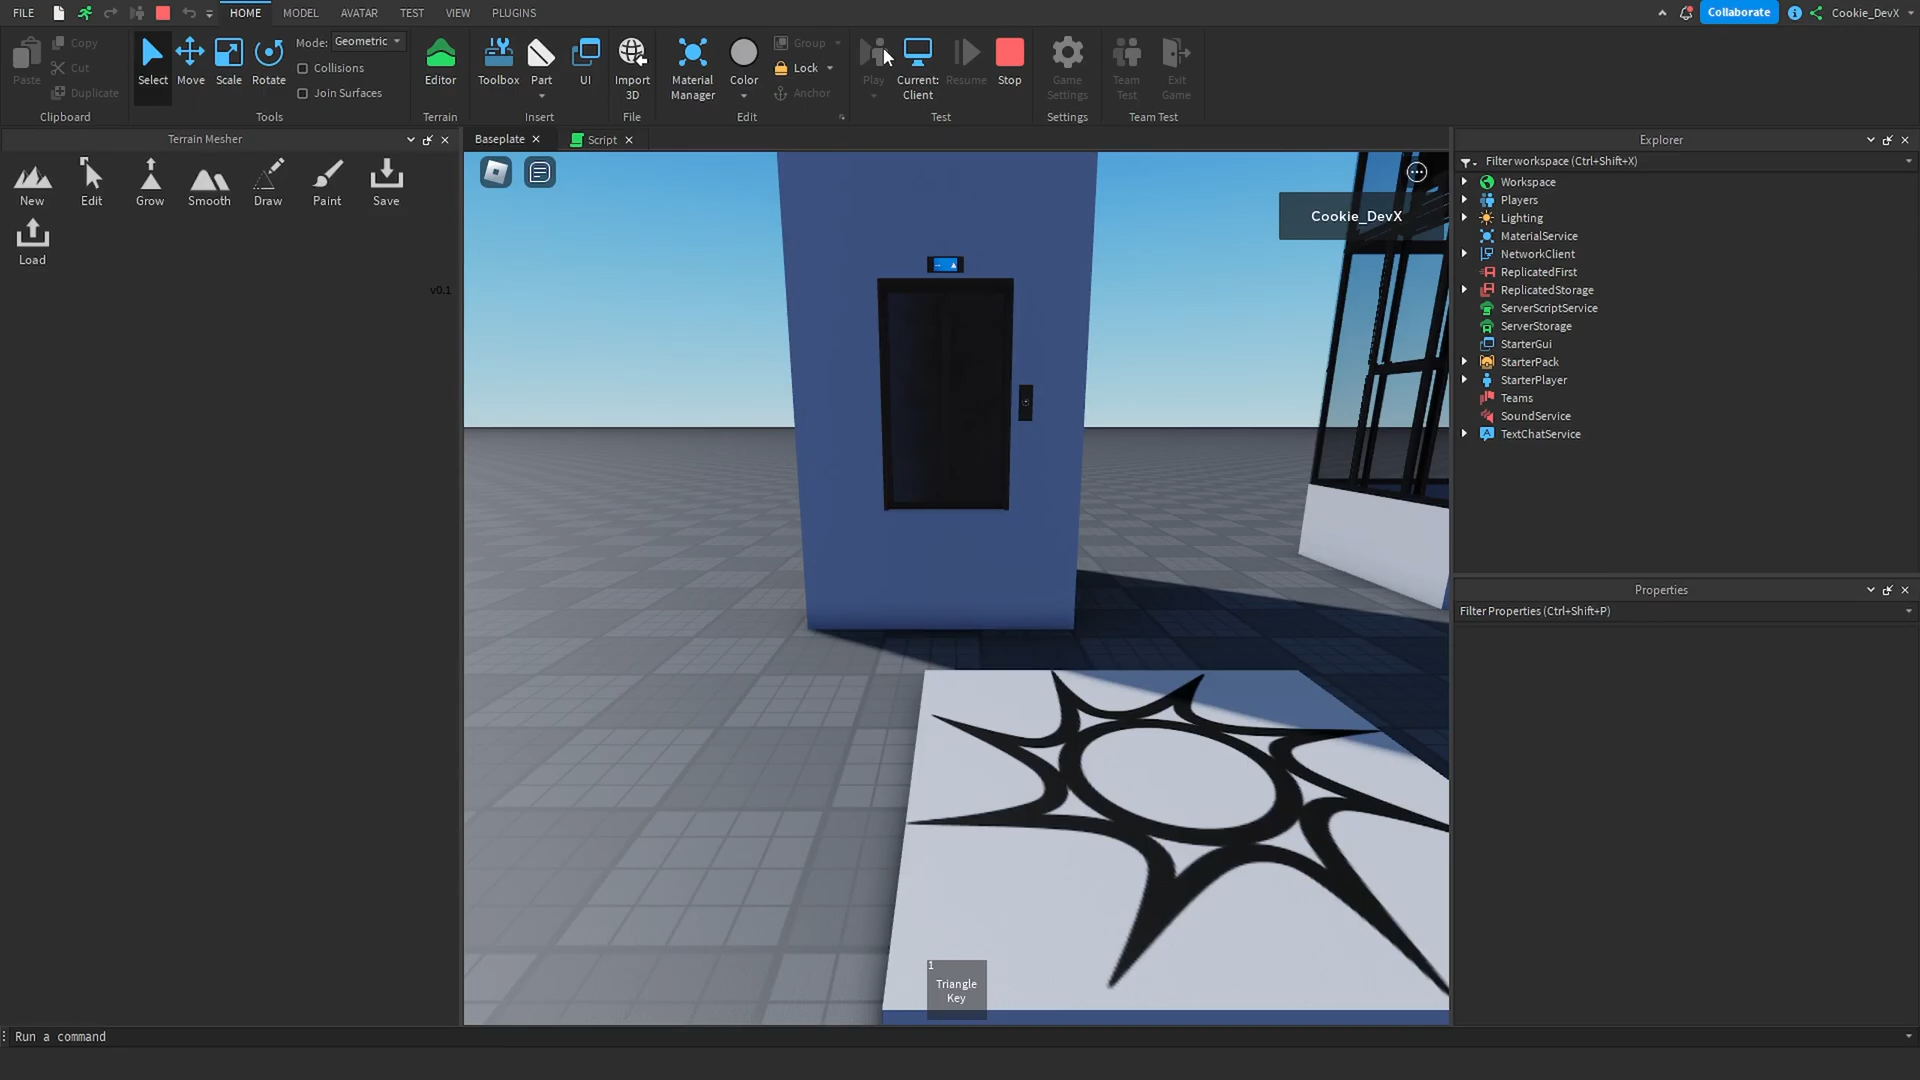 FILE HOME MODEL AVATAR TEST VIEW PLUGINS Collaborate Cookie_DevX
Paste Copy Cut Duplicate Clipboard
Select Move Scale Rotate Mode: Geometric Collisions Join Surfaces Tools
Editor Terrain
Toolbox Part UI Insert
Import 3D File
Material Manager Color Group Lock Anchor Edit
Play Current: Client Resume Stop Test
Game Settings Settings
Team Test Exit Game Team Test
Terrain Mesher
New Edit Grow Smooth Draw Paint Save
Load
v0.1
Baseplate Script
Cookie_DevX
1
Triangle
Key
Explorer
Filter workspace (Ctrl+Shift+X)
Workspace
Players
Lighting
MaterialService
NetworkClient
ReplicatedFirst
ReplicatedStorage
ServerScriptService
ServerStorage
StarterGui
StarterPack
StarterPlayer
Teams
SoundService
TextChatService
Properties
Filter Properties (Ctrl+Shift+P)
Run a command